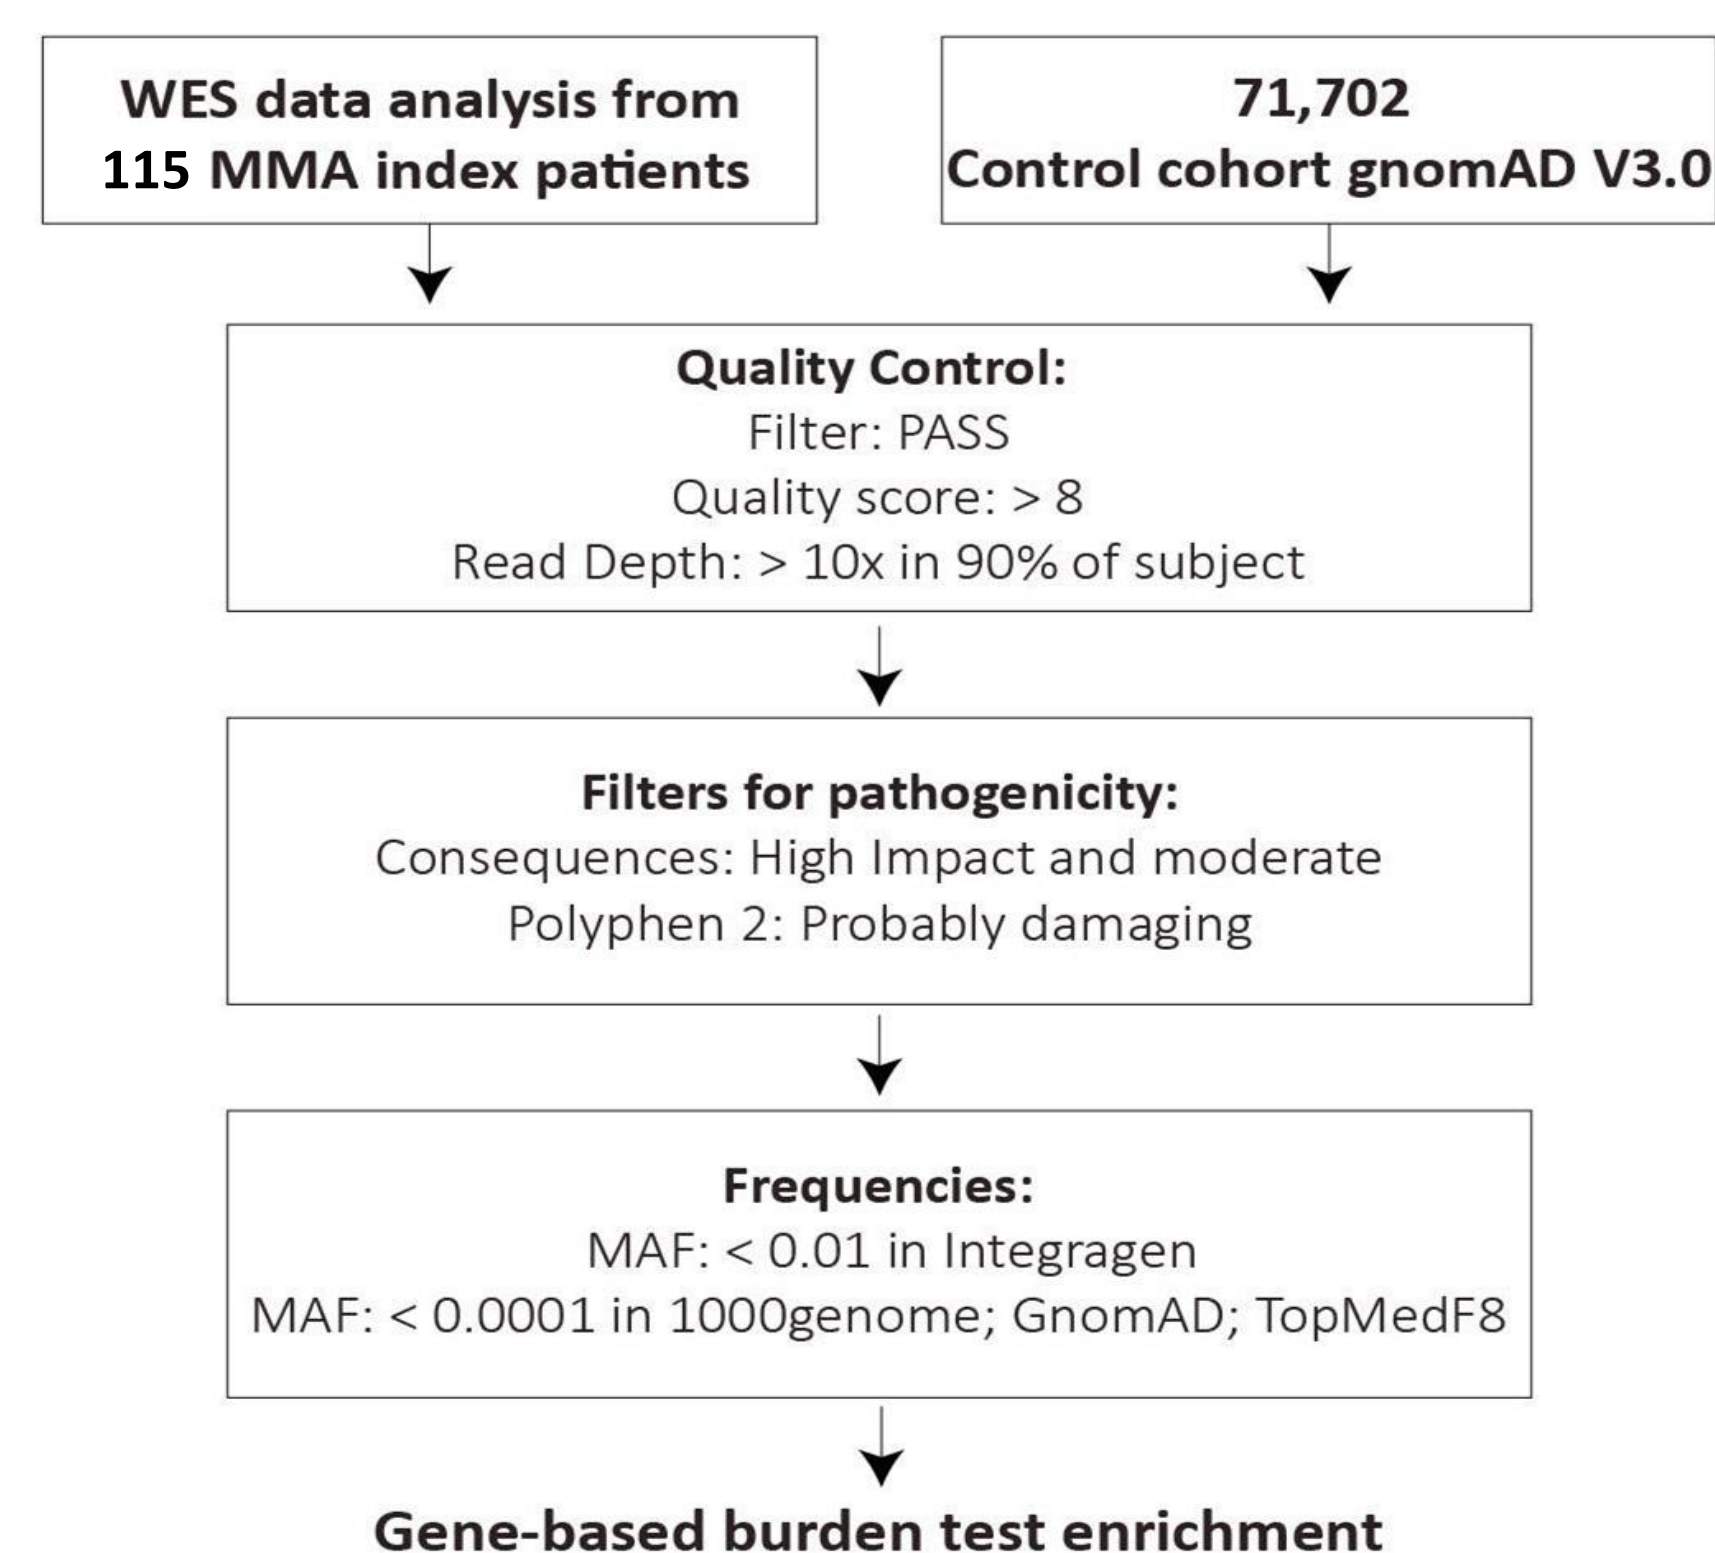 WES data analysis from
115 MMA index patients
71,702
Control cohort gnomAD V3.0
Quality Control:
Filter: PASS
Quality score: > 8
Read Depth: > 10x in 90% of subject
Filters for pathogenicity:
Consequences: High Impact and moderate
Polyphen 2: Probably damaging
Frequencies:
MAF: < 0.01 in Integragen
MAF: < 0.0001 in 1000genome; GnomAD; TopMedF8
Gene-based burden test enrichment